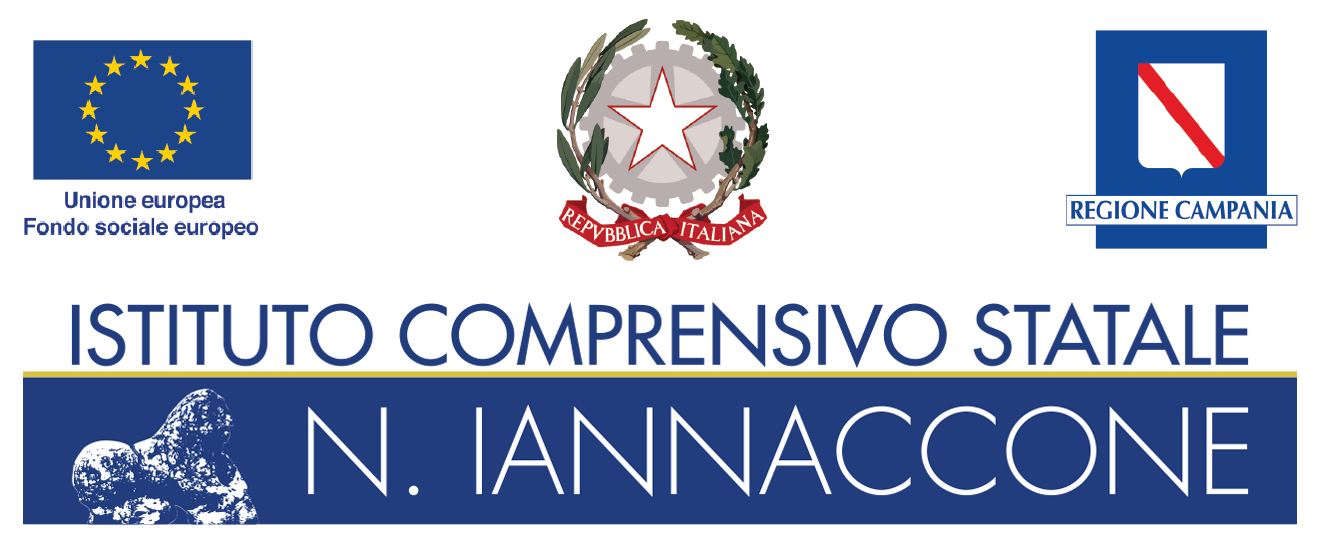 Unione europea
Fondo sociale europeo
REPVBBLICA ITALIANA
REGIONE CAMPANIA
ISTITUTO COMPRENSIVO STATALE
N. IANNACCONE